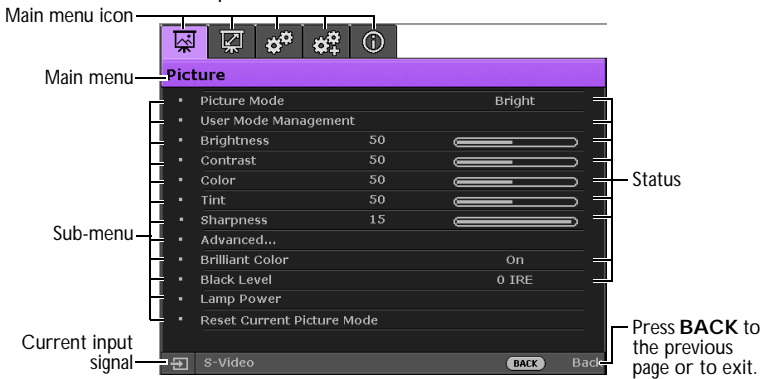 Main menu icon
Main menu
Picture
Picture Mode Bright
User Mode Management
Brightness 50
Contrast 50
Color 50
Tint 50
Sharpness 15
Advanced...
Brilliant Color On
Black Level 0 IRE
Lamp Power
Reset Current Picture Mode
Status
Sub-menu
Current input
signal
S-Video BACK Back
Press BACK to
the previous
page or to exit.